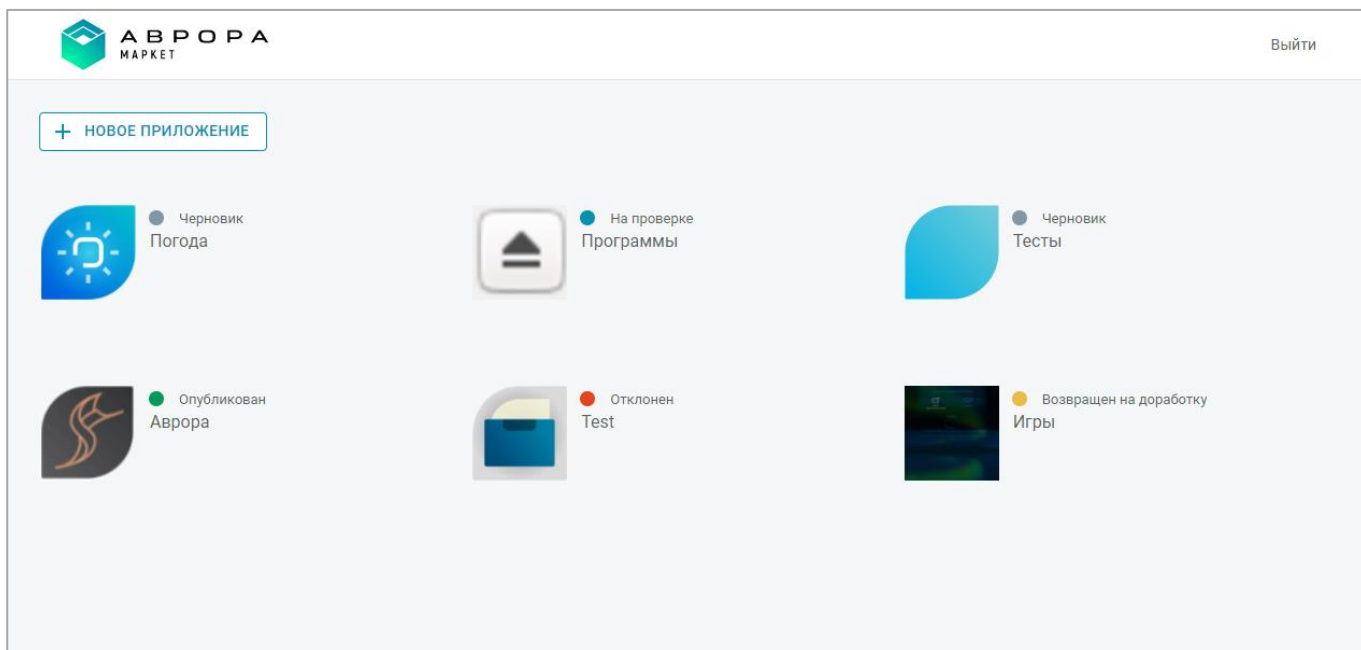 АВРОРА
МАРКЕТ
Выйти
+ НОВОЕ ПРИЛОЖЕНИЕ
Черновик
Погода
На проверке
Программы
Черновик
Тесты
Опубликован
Аврора
Отклонен
Test
Возвращен на доработку
Игры